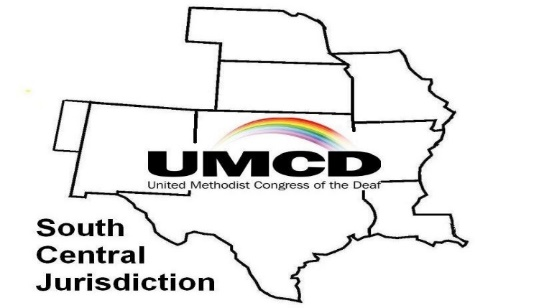 UMCD
United Methodist Congress of the Deaf
South
Central
Jurisdiction